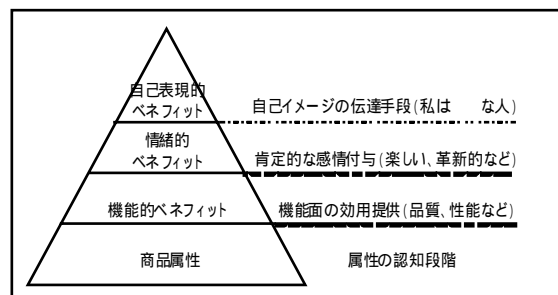 自己表現的
ベネフィット
自己イメージの伝達手段(私は　　な人)
情緒的
ベネフィット
肯定的な感情付与(楽しい、革新的など)
機能的ベネフィット
機能面の効用提供(品質、性能など)
商品属性
属性の認知段階